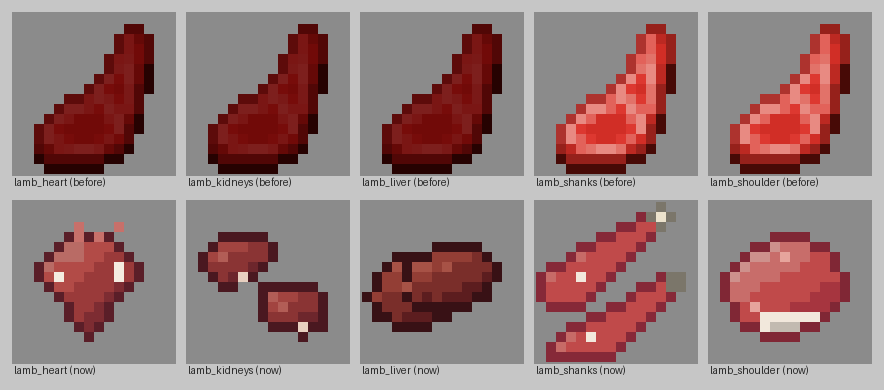 lamb_heart (before) lamb_kidneys (before) lamb_liver (before) lamb_shanks (before) lamb_shoulder (before)
lamb_heart (now) lamb_kidneys (now) lamb_liver (now) lamb_shanks (now) lamb_shoulder (now)